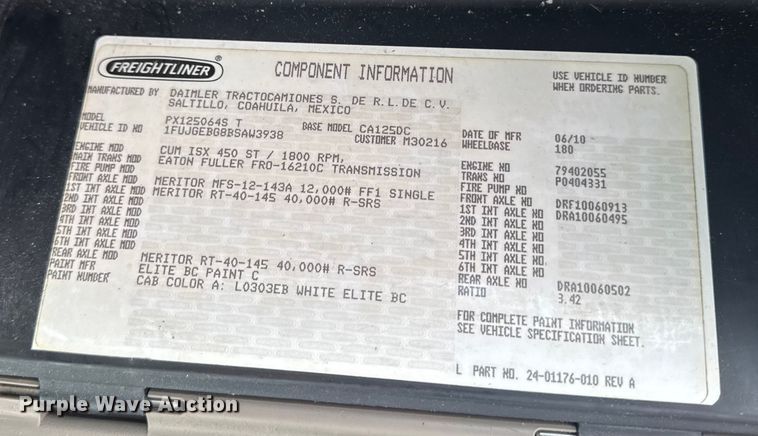 FREIGHTLINER®
COMPONENT INFORMATION
USE VEHICLE ID NUMBER
WHEN ORDERING PARTS.
MANUFACTURED BY DAIMLER TRACTOCAMIONES S. DE R.L.DE C.V.
SALTILLO, COAHUILA, MEXICO
MODEL PX125064S T BASE MODEL CA125DC DATE OF MFR 06/10
VEHICLE ID NO 1FUJGEBG8BSAW3938 CUSTOMER M30216 WHEELBASE 180
ENGINE MOD CUM ISX 450 ST / 1800 RPM, ENGINE NO 79402055
MAIN TRANS MOD EATON FULLER FRO-16210C TRANSMISSION TRANS NO P0404331
FIRE PUMP MOD FIRE PUMP NO
FRONT AXLE MOD MERITOR MFS-12-143A 12,000# FF1 SINGLE FRONT AXLE NO DRF10060913
1ST INT AXLE MOD MERITOR RT-40-145 40,000# R-SRS 1ST INT AXLE NO DRA10060495
2ND INT AXLE MOD 2ND INT AXLE NO
3RD INT AXLE MOD 3RD INT AXLE NO
4TH INT AXLE MOD 4TH INT AXLE NO
5TH INT AXLE MOD 5TH INT AXLE NO
6TH INT AXLE MOD 6TH INT AXLE NO
REAR AXLE MOD MERITOR RT-40-145 40,000# R-SRS REAR AXLE NO DRA10060502
PAINT MFR ELITE BC PAINT C RATIO 3.42
PAINT NUMBER CAB COLOR A: L0303EB WHITE ELITE BC
FOR COMPLETE PAINT INFORMATION
SEE VEHICLE SPECIFICATION SHEET.
L PART NO. 24-01176-010 REV A
Purple Wave Auction